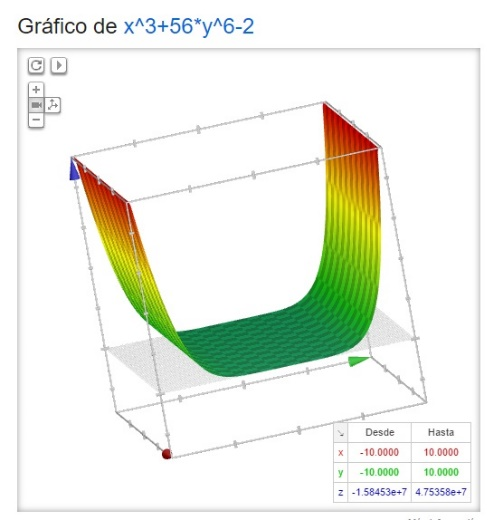 Gráfico de x^3+56*y^6-2
Desde Hasta
x -10.0000 10.0000
y -10.0000 10.0000
z -1.58453e+7 4.75358e+7